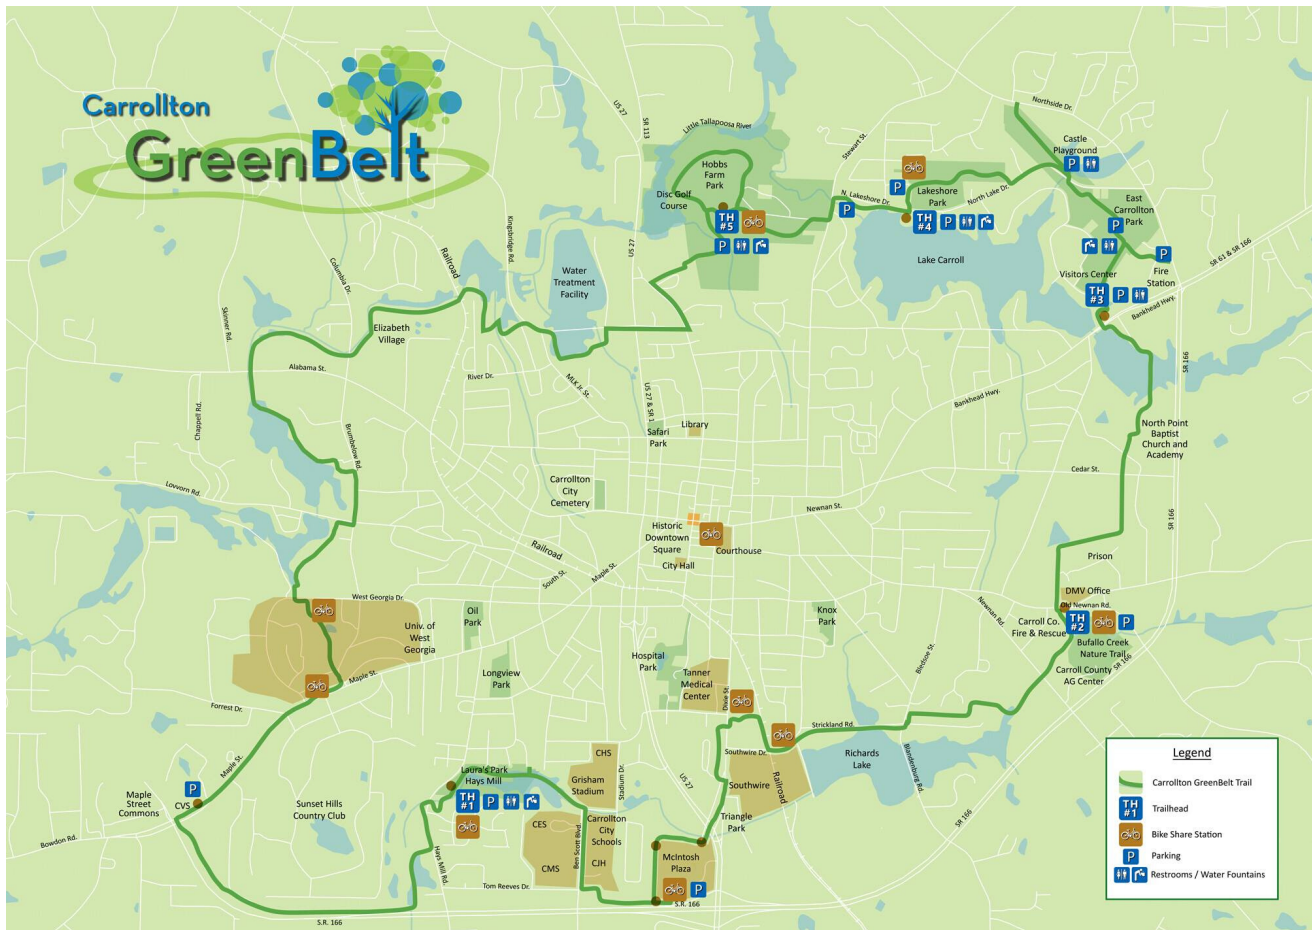 Carrollton
GreenBelt
Northside Dr.
US 27
SR 113
Little Tallapoosa River
Stewart St.
Castle
Playground
Hobbs
Farm
Park
Disc Golf
Course
Lakeshore
Park
N. Lakeshore Dr.
North Lake Dr.
East
Carrollton
Park
TH
#5
TH
#4
P
P
P
P
P
P
P
Lake Carroll
Kingsbridge Rd.
Railroad
US 27
Water
Treatment
Facility
Columbia Dr.
Skinner Rd.
Elizabeth
Village
Visitors Center
Fire
Station
SR 61 & SR 166
TH
#3
P
Bankhead Hwy.
Alabama St.
River Dr.
MLK Jr. St.
US 27 & SR 1
SR 166
Bankhead Hwy.
Chappell Rd.
Brumbelow Rd.
Safari
Park
Library
North Point
Baptist
Church and
Academy
Cedar St.
Lovvorn Rd.
Carrollton
City
Cemetery
Newnan St.
SR 166
Historic
Downtown
Square
Courthouse
City Hall
Railroad
South St.
Maple St.
Prison
DMV Office
Old Newnan Rd.
West Georgia Dr.
Univ. of
West
Georgia
Oil
Park
Knox
Park
Newnan Rd.
Carroll Co.
Fire & Rescue
TH
#2
P
Bufallo Creek
Nature Trail
SR 166
Carroll County
AG Center
Bledsoe St.
Hospital
Park
Tanner
Medical
Center
Dixie St.
Longview
Park
Maple St.
Forrest Dr.
Strickland Rd.
Southwire Dr.
Richards
Lake
Blandenburg Rd.
Southwire
Railroad
US 27
Triangle
Park
CHS
Grisham
Stadium
Stadium Dr.
Laura's Park
Hays Mill
TH
#1
P
Maple St.
P
CVS
Maple
Street
Commons
Sunset Hills
Country Club
Bowdon Rd.
Hays Mill Rd.
CES
CMS
Ben Scott Blvd.
Carrollton
City
Schools
CJH
Tom Reeves Dr.
McIntosh
Plaza
P
S.R. 166
S.R. 166
SR 166
Legend
Carrollton GreenBelt Trail
TH
#1
Trailhead
Bike Share Station
P
Parking
Restrooms / Water Fountains